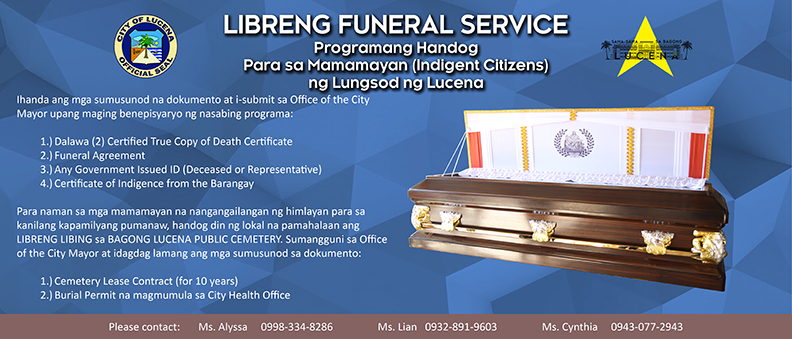 CITY OF LUCENA
OFFICIAL SEAL
LIBRENG FUNERAL SERVICE
Programang Handog
Para sa Mamamayan (Indigent Citizens)
ng Lungsod ng Lucena
SAMA-SAMA SA BAGONG
LUCENA
Ihanda ang mga sumusunod na dokumento at i-submit sa Office of the City
Mayor upang maging benepisyaryo ng nasabing programa:
1.) Dalawa (2) Certified True Copy of Death Certificate
2.) Funeral Agreement
3.) Any Government Issued ID (Deceased or Representative)
4.) Certificate of Indigence from the Barangay
Para naman sa mga mamamayan na nangangailangan ng himlayan para sa
kanilang kapamilyang pumanaw, handog din ng lokal na pamahalaan ang
LIBRENG LIBING sa BAGONG LUCENA PUBLIC CEMETERY. Sumangguni sa Office
of the City Mayor at idagdag lamang ang mga sumusunod sa dokumento:
1.) Cemetery Lease Contract (for 10 years)
2.) Burial Permit na magmumula sa City Health Office
Please contact: Ms. Alyssa 0998-334-8286 Ms. Lian 0932-891-9603 Ms. Cynthia 0943-077-2943